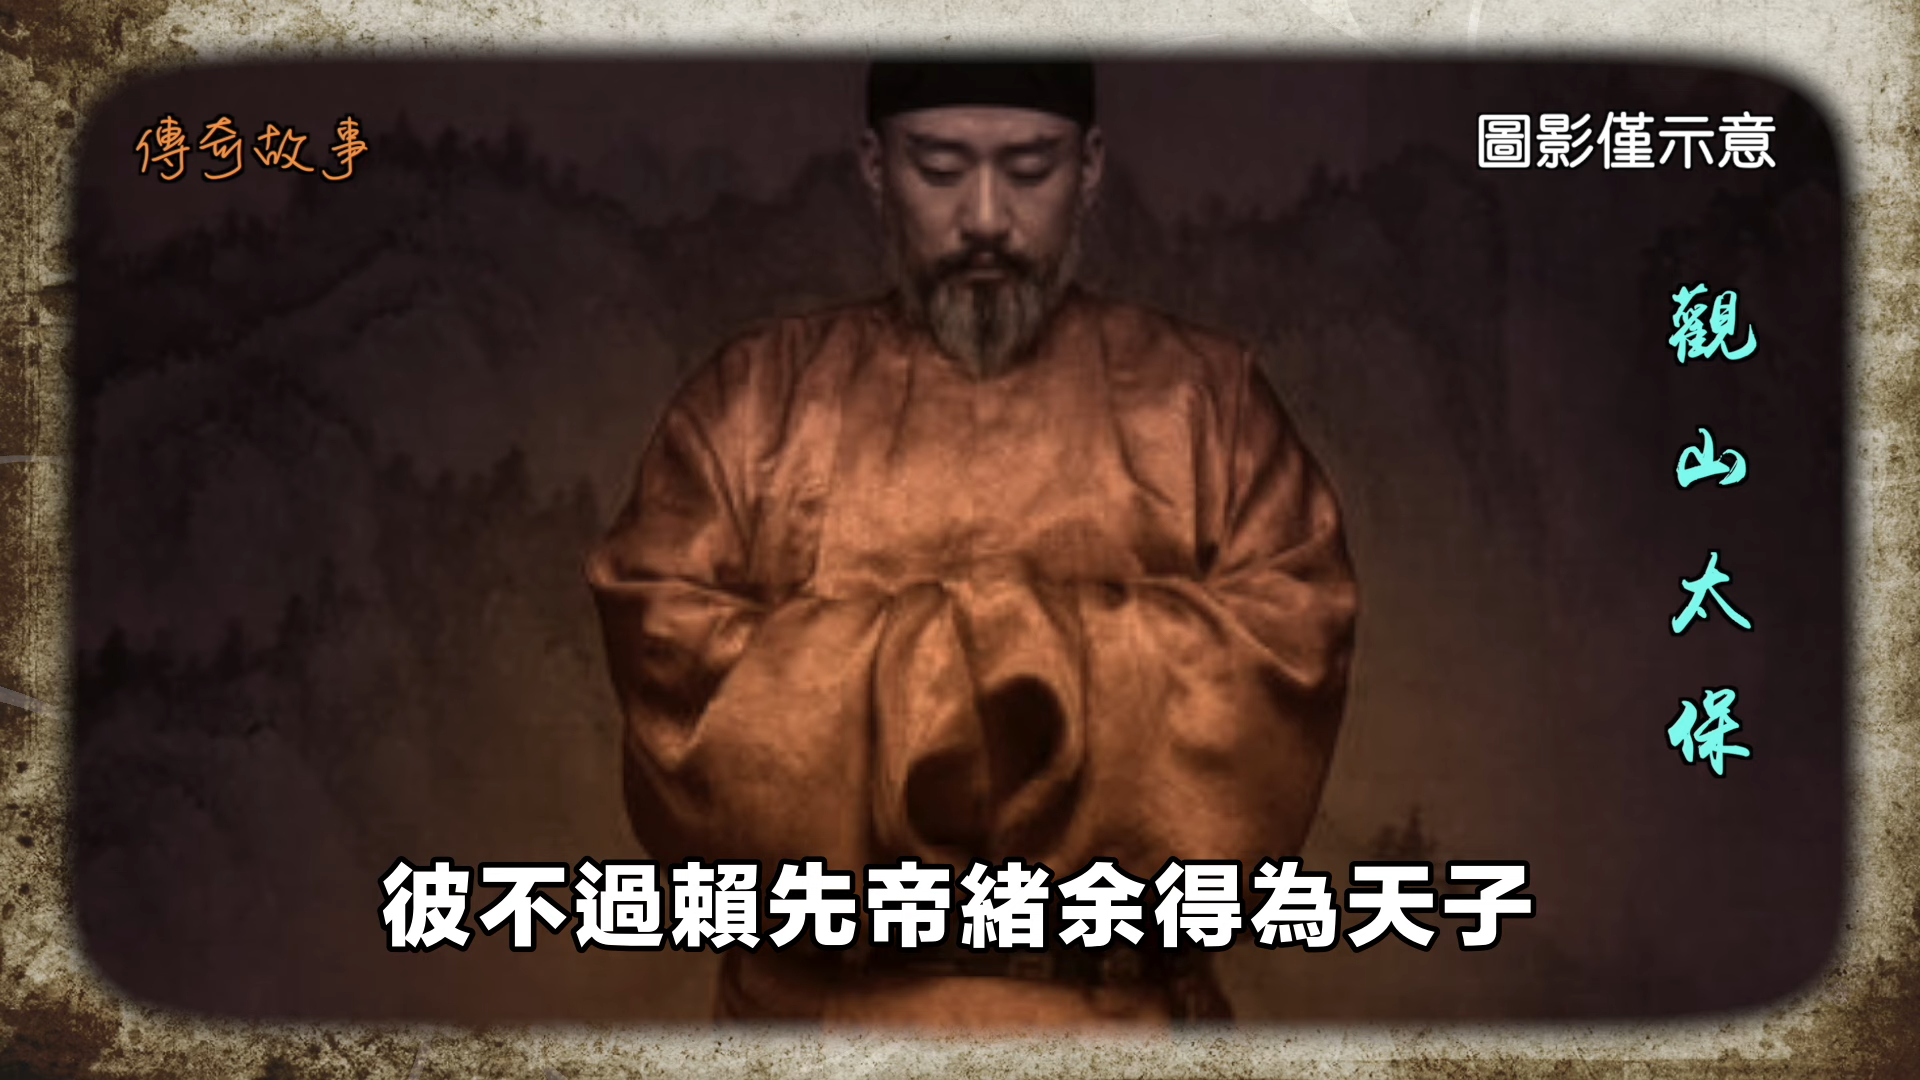 傳奇故事
圖影僅示意
觀山太保
彼不過賴先帝緒余得為天子